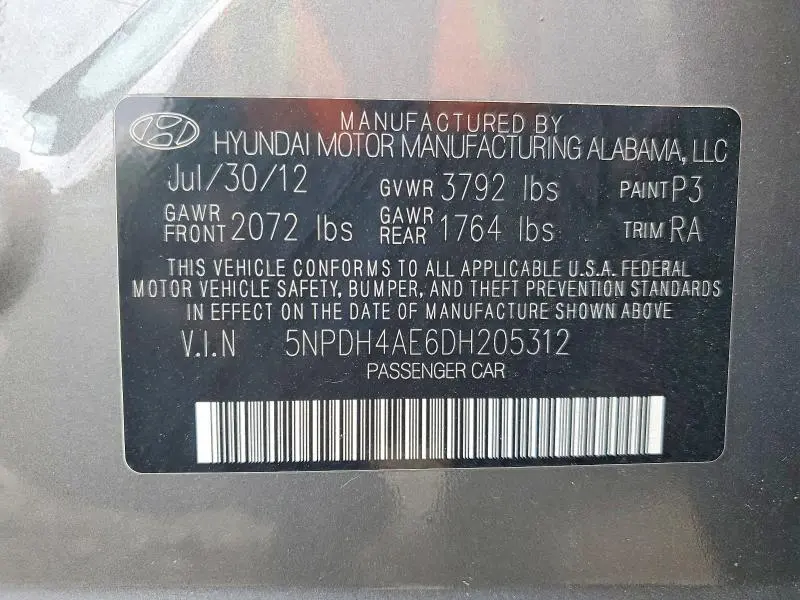 MANUFACTURED BY
HYUNDAI MOTOR MANUFACTURING ALABAMA, LLC
Jul/30/12 GVWR 3792 lbs PAINT P3
GAWR FRONT 2072 lbs GAWR REAR 1764 lbs TRIM RA
THIS VEHICLE CONFORMS TO ALL APPLICABLE U.S.A. FEDERAL
MOTOR VEHICLE SAFETY, BUMPER, AND THEFT PREVENTION STANDARDS
IN EFFECT ON THE DATE OF MANUFACTURER SHOWN ABOVE
V.I.N 5NPDH4AE6DH205312
PASSENGER CAR